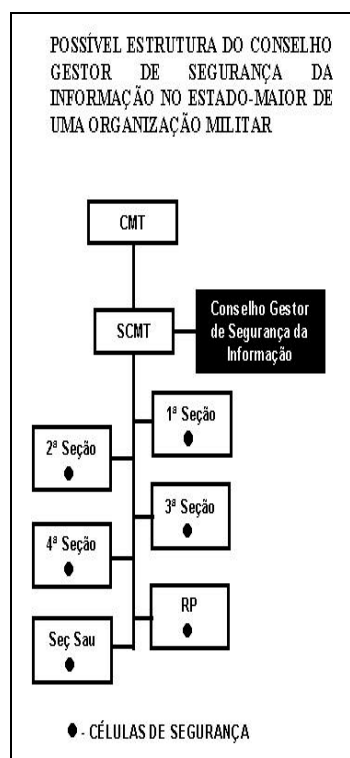 POSSÍVEL ESTRUTURA DO CONSELHO
GESTOR DE SEGURANÇA DA
INFORMAÇÃO NO ESTADO-MAIOR DE
UMA ORGANIZAÇÃO MILITAR
CMT
SCMT
Conselho Gestor
de Segurança da
Informação
1ª Seção
2ª Seção
3ª Seção
4ª Seção
RP
Seç Sau
- CÉLULAS DE SEGURANÇA